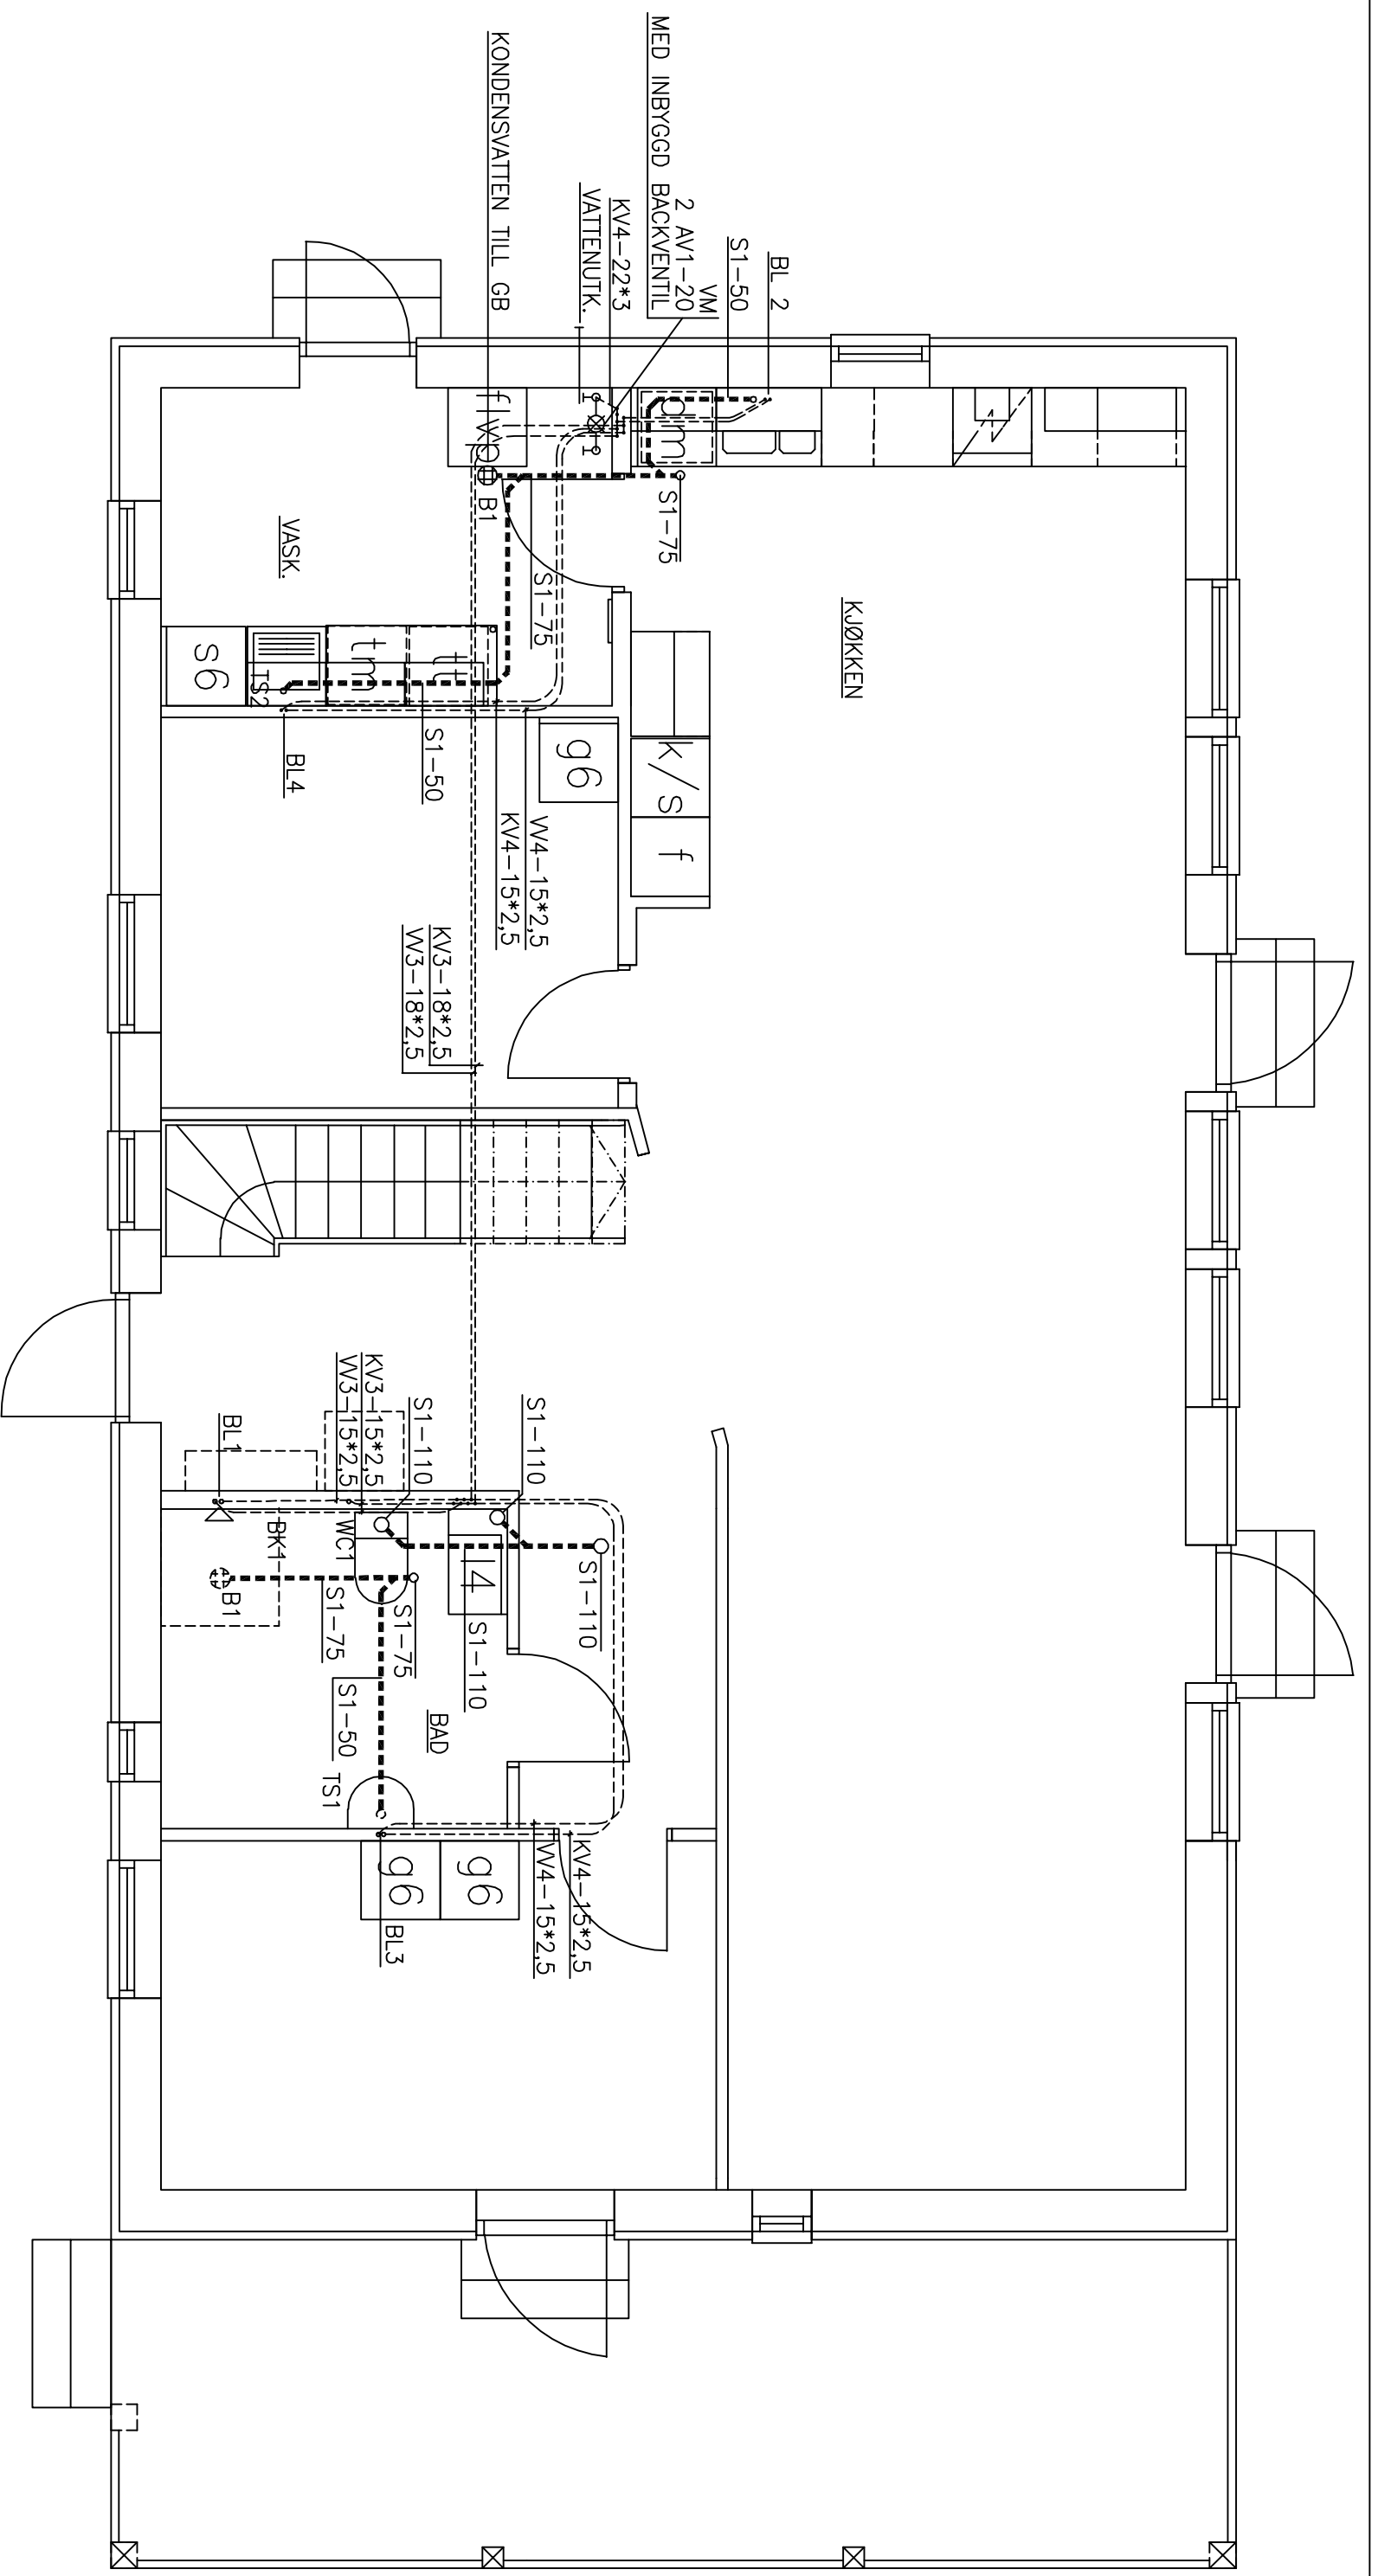 MED INBYGGD BACKVENTIL
2 AV1-20
VM
KONDENSVATTEN TILL GB
VATTENUTK.
KV4-22*3
S1-50
BL 2
gm
flvp
B1
S1-75
S1-75
KJØKKEN
VASK.
s6
TS2
tm
tt
BL4
S1-50
g6
k/s
f
VV4-15*2,5
KV4-15*2,5
KV3-18*2,5
VV3-18*2,5
KV3-15*2,5
VV3-15*2,5
S1-110
S1-110
BL1
BK1
WC1
l4
B1
S1-110
S1-75
S1-75
S1-110
S1-50
BAD
TS1
g6
g6
BL3
KV4-15*2,5
VV4-15*2,5